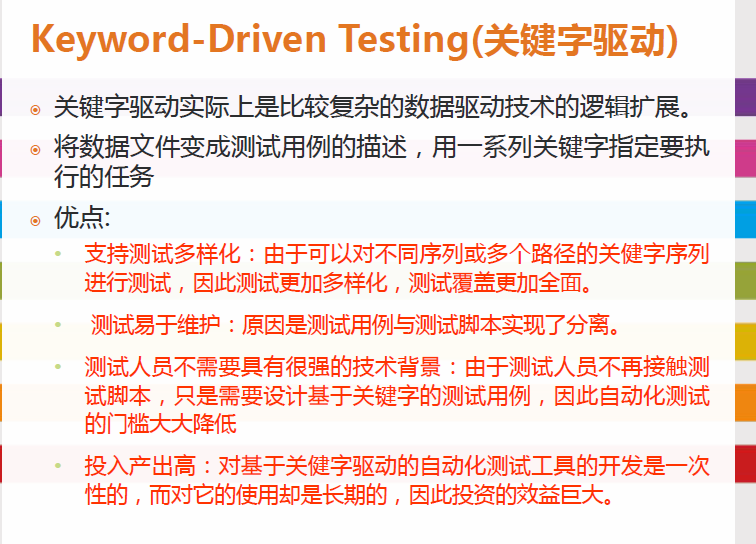 Keyword-Driven Testing(关键字驱动)
关键字驱动实际上是比较复杂的数据驱动技术的逻辑扩展。
将数据文件变成测试用例的描述，用一系列关键字指定要执
行的任务
优点:
支持测试多样化：由于可以对不同序列或多个路径的关健字序列
进行测试，因此测试更加多样化，测试覆盖更加全面。
测试易于维护：原因是测试用例与测试脚本实现了分离。
测试人员不需要具有很强的技术背景：由于测试人员不再接触测
试脚本，只是需要设计基于关键字的测试用例，因此自动化测试
的门槛大大降低
投入产出高：对基于关健字驱动的自动化测试工具的开发是一次
性的，而对它的使用却是长期的，因此投资的效益巨大。